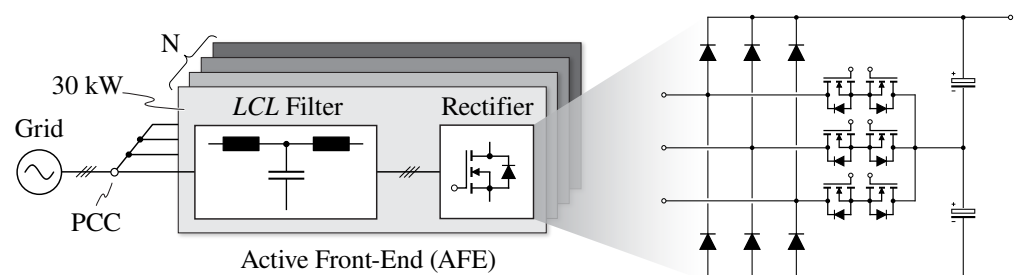 N
30 kW
LCL Filter
Rectifier
Grid
PCC
Active Front-End (AFE)
+
+
-